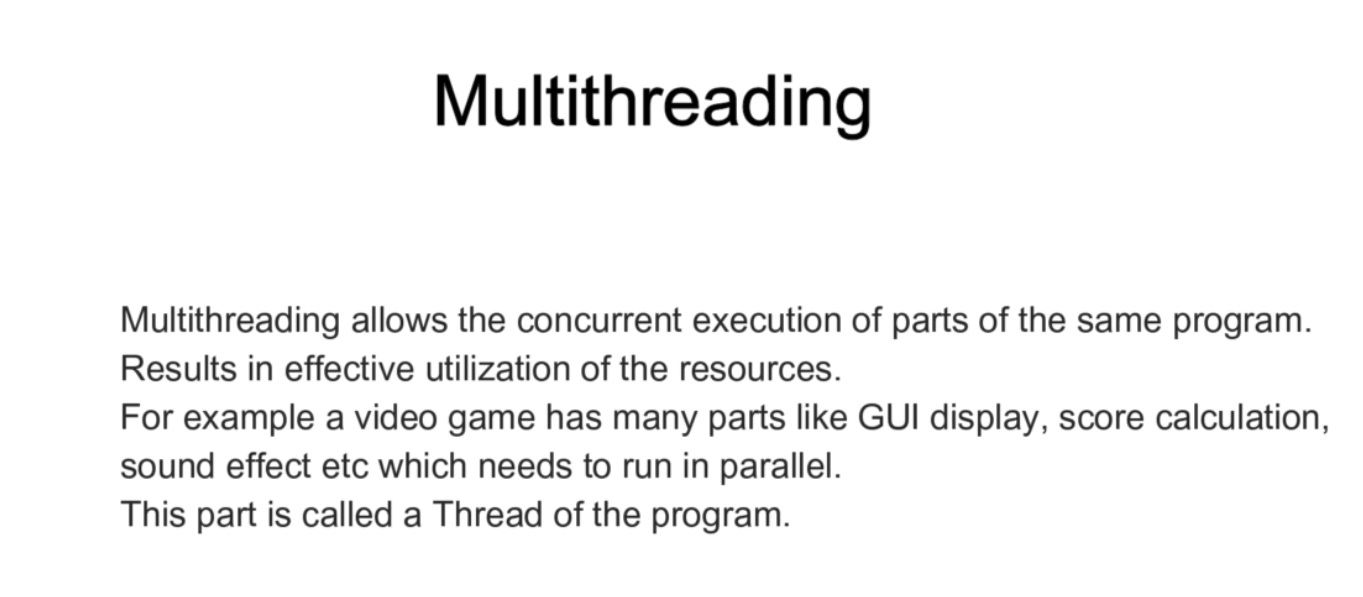 Multithreading
Multithreading allows the concurrent execution of parts of the same program.
Results in effective utilization of the resources.
For example a video game has many parts like GUI display, score calculation,
sound effect etc which needs to run in parallel.
This part is called a Thread of the program.